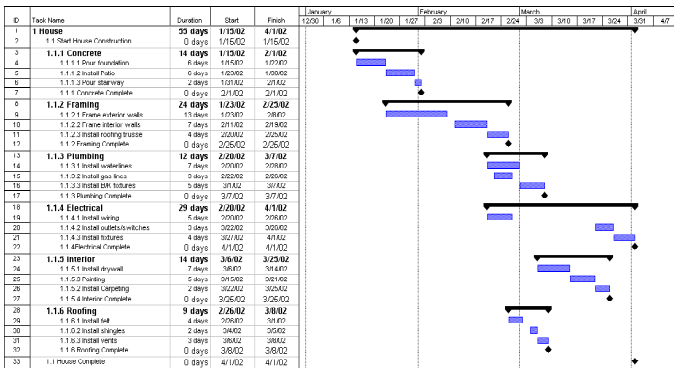 January February March April
ID Task Name Duration Start Finish 12/30 1/6 1/13 1/20 1/27 2/3 2/10 2/17 2/24 3/3 3/10 3/17 3/24 3/31 4/7
1 1 House 55 days 1/15/02 4/1/02
2 1.1 Start House Construction 0 days 1/15/02 1/15/02
3 1.1.1 Concrete 14 days 1/15/02 2/1/02
4 1.1.1.1 Pour foundation 6 days 1/15/02 1/22/02
5 1.1.1.2 Install Patio 1/23/02
6 1.1.1.3 Pour stairway 2 days 1/31/02 2/1/02
7 1.1.1 Concrete Complete 0 days 2/1/02 2/1/02
8 1.1.2 Framing 24 days 1/23/02 2/25/02
9 1.1.2.1 Frame exterior walls 13 days 1/23/02 2/8/02
10 1.1.2.2 Frame interior walls 7 days 2/11/02 2/19/02
11 1.1.2.3 Install roofing trusse 4 days 2/20/02 2/25/02
12 1.1.2 Framing Complete 0 days 2/25/02 2/25/02
13 1.1.3 Plumbing 12 days 2/20/02 3/7/02
14 1.1.3.1 Install waterlines 7 days 2/20/02 2/28/02
15 1.1.3.2 Install gas lines 2/22/02
16 1.1.3.3 Install B/K fixtures 5 days 3/1/02 3/7/02
17 1.1.3 Plumbing Complete 0 days 3/7/02 3/7/02
18 1.1.4 Electrical 29 days 2/20/02 4/1/02
19 1.1.4.1 Install wiring 5 days 2/20/02 2/26/02
20 1.1.4.2 Install outlets/switches 3 days 3/22/02
21 1.1.4.3 Install fixtures 4 days 3/27/02 4/1/02
22 1.1.4 Electrical Complete 0 days 4/1/02 4/1/02
23 1.1.5 Interior 14 days 3/6/02 3/25/02
24 1.1.5.1 Install drywall 7 days 3/6/02 3/14/02
25 1.1.5.3 Painting 5 days 3/15/02 3/21/02
26 1.1.5.2 Install Carpeting 2 days 3/22/02 3/25/02
27 1.1.5.4 Interior Complete 0 days 3/25/02 3/25/02
28 1.1.6 Roofing 9 days 2/26/02 3/8/02
29 1.1.6.1 Install felt 4 days 2/26/02 3/1/02
30 1.1.6.2 Install shingles 2 days 3/4/02 3/5/02
31 1.1.6.3 Install vents 3 days 3/6/02 3/8/02
32 1.1.6 Roofing Complete 0 days 3/8/02 3/8/02
33 1.1 House Complete 0 days 4/1/02 4/1/02